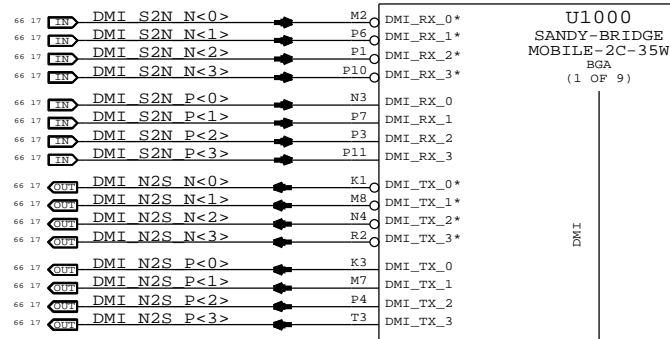 U1000
SANDY-BRIDGE
MOBILE-2C-35W
BGA
(1 OF 9)
66 17 IN DMI_S2N_N<0> M2 DMI_RX_0*
66 17 IN DMI_S2N_N<1> P6 DMI_RX_1*
66 17 IN DMI_S2N_N<2> P1 DMI_RX_2*
66 17 IN DMI_S2N_N<3> P10 DMI_RX_3*
66 17 IN DMI_S2N_P<0> N3 DMI_RX_0
66 17 IN DMI_S2N_P<1> P7 DMI_RX_1
66 17 IN DMI_S2N_P<2> P3 DMI_RX_2
66 17 IN DMI_S2N_P<3> P11 DMI_RX_3
66 17 OUT DMI_N2S_N<0> K1 DMI_TX_0*
66 17 OUT DMI_N2S_N<1> M8 DMI_TX_1*
66 17 OUT DMI_N2S_N<2> N4 DMI_TX_2*
66 17 OUT DMI_N2S_N<3> R2 DMI_TX_3*
66 17 OUT DMI_N2S_P<0> K3 DMI_TX_0
66 17 OUT DMI_N2S_P<1> M7 DMI_TX_1
66 17 OUT DMI_N2S_P<2> P4 DMI_TX_2
66 17 OUT DMI_N2S_P<3> T3 DMI_TX_3
DMI